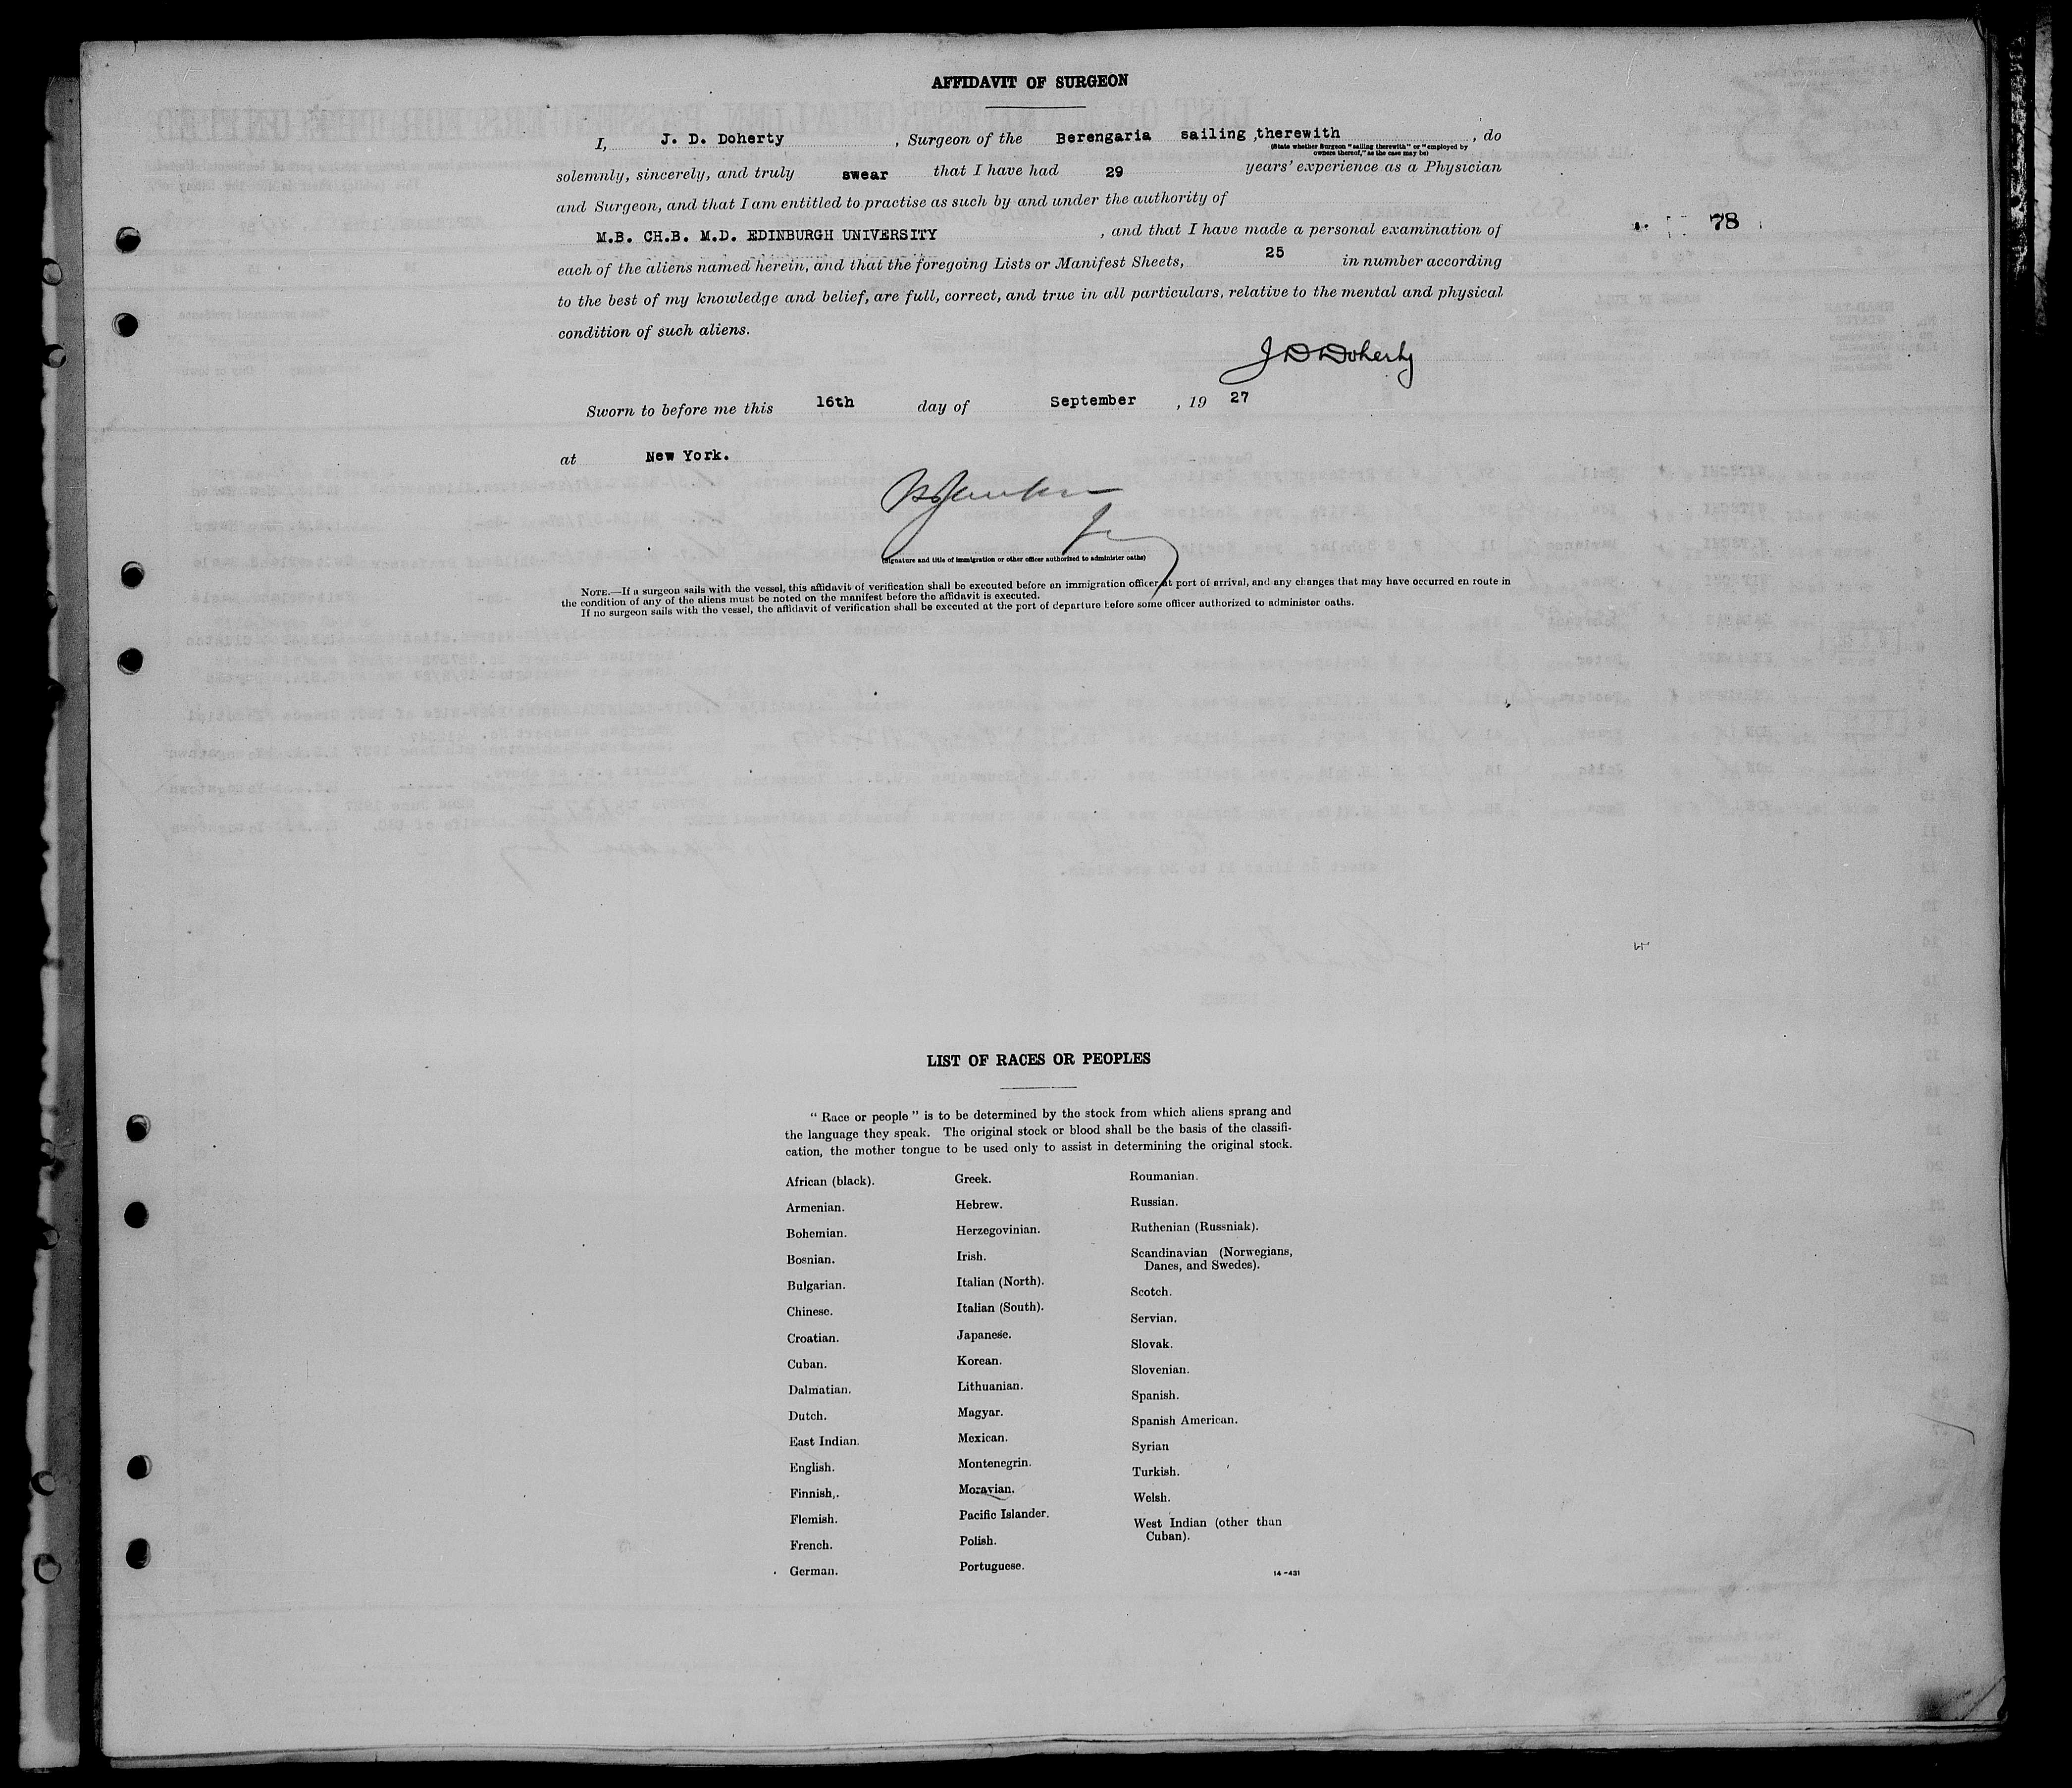 AFFIDAVIT OF SURGEON
I, J. D. Doherty, Surgeon of the Berengaria sailing therewith, do
(State whether Surgeon "sailing therewith" or "employed by
owners thereof," as the case may be)
solemnly, sincerely, and truly swear that I have had 29 years' experience as a Physician
and Surgeon, and that I am entitled to practise as such by and under the authority of
M.B. CH.B. M.D. EDINBURGH UNIVERSITY, and that I have made a personal examination of
78
each of the aliens named herein, and that the foregoing Lists or Manifest Sheets, 25 in number according
to the best of my knowledge and belief, are full, correct, and true in all particulars, relative to the mental and physical
condition of such aliens.
J D Doherty
Sworn to before me this 16th day of September, 19 27
at New York.
(Signature and title of immigration or other officer authorized to administer oaths)
NOTE.—If a surgeon sails with the vessel, this affidavit of verification shall be executed before an immigration officer at port of arrival, and any changes that may have occurred en route in
the condition of any of the aliens must be noted on the manifest before the affidavit is executed.
If no surgeon sails with the vessel, the affidavit of verification shall be executed at the port of departure before some officer authorized to administer oaths.
LIST OF RACES OR PEOPLES
"Race or people" is to be determined by the stock from which aliens sprang and
the language they speak. The original stock or blood shall be the basis of the classifi-
cation, the mother tongue to be used only to assist in determining the original stock.
African (black).
Armenian.
Bohemian.
Bosnian.
Bulgarian.
Chinese.
Croatian.
Cuban.
Dalmatian.
Dutch.
East Indian.
English.
Finnish.
Flemish.
French.
German.
Greek.
Hebrew.
Herzegovinian.
Irish.
Italian (North).
Italian (South).
Japanese.
Korean.
Lithuanian.
Magyar.
Mexican.
Montenegrin.
Moravian.
Pacific Islander.
Polish.
Portuguese.
Roumanian.
Russian.
Ruthenian (Russniak).
Scandinavian (Norwegians,
Danes, and Swedes).
Scotch.
Servian.
Slovak.
Slovenian.
Spanish.
Spanish American.
Syrian
Turkish.
Welsh.
West Indian (other than
Cuban).
14-431